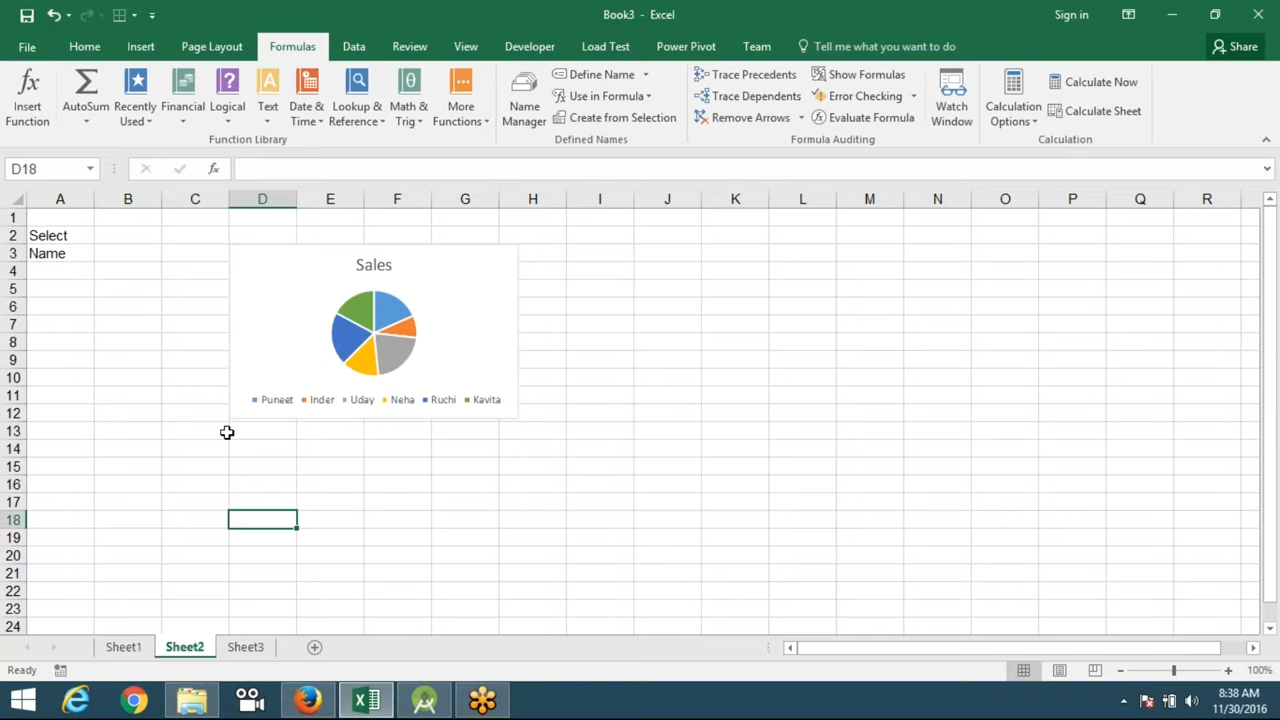 Book3 - Excel
Sign in
File Home Insert Page Layout Formulas Data Review View Developer Load Test Power Pivot Team Tell me what you want to do Share
Insert Function
AutoSum
Recently Used
Financial
Logical
Text
Date & Time
Lookup & Reference
Math & Trig
More Functions
Function Library
Name Manager
Define Name
Use in Formula
Create from Selection
Defined Names
Trace Precedents
Trace Dependents
Remove Arrows
Show Formulas
Error Checking
Evaluate Formula
Formula Auditing
Watch Window
Calculation Options
Calculate Now
Calculate Sheet
Calculation
D18
fx
A B C D E F G H I J K L M N O P Q R
1
2 Select
3 Name
4
5
6
7
8
9
10
11
12
13
14
15
16
17
18
19
20
21
22
23
24
Sales
Puneet Inder Uday Neha Ruchi Kavita
Sheet1 Sheet2 Sheet3
Ready
100%
8:38 AM
11/30/2016